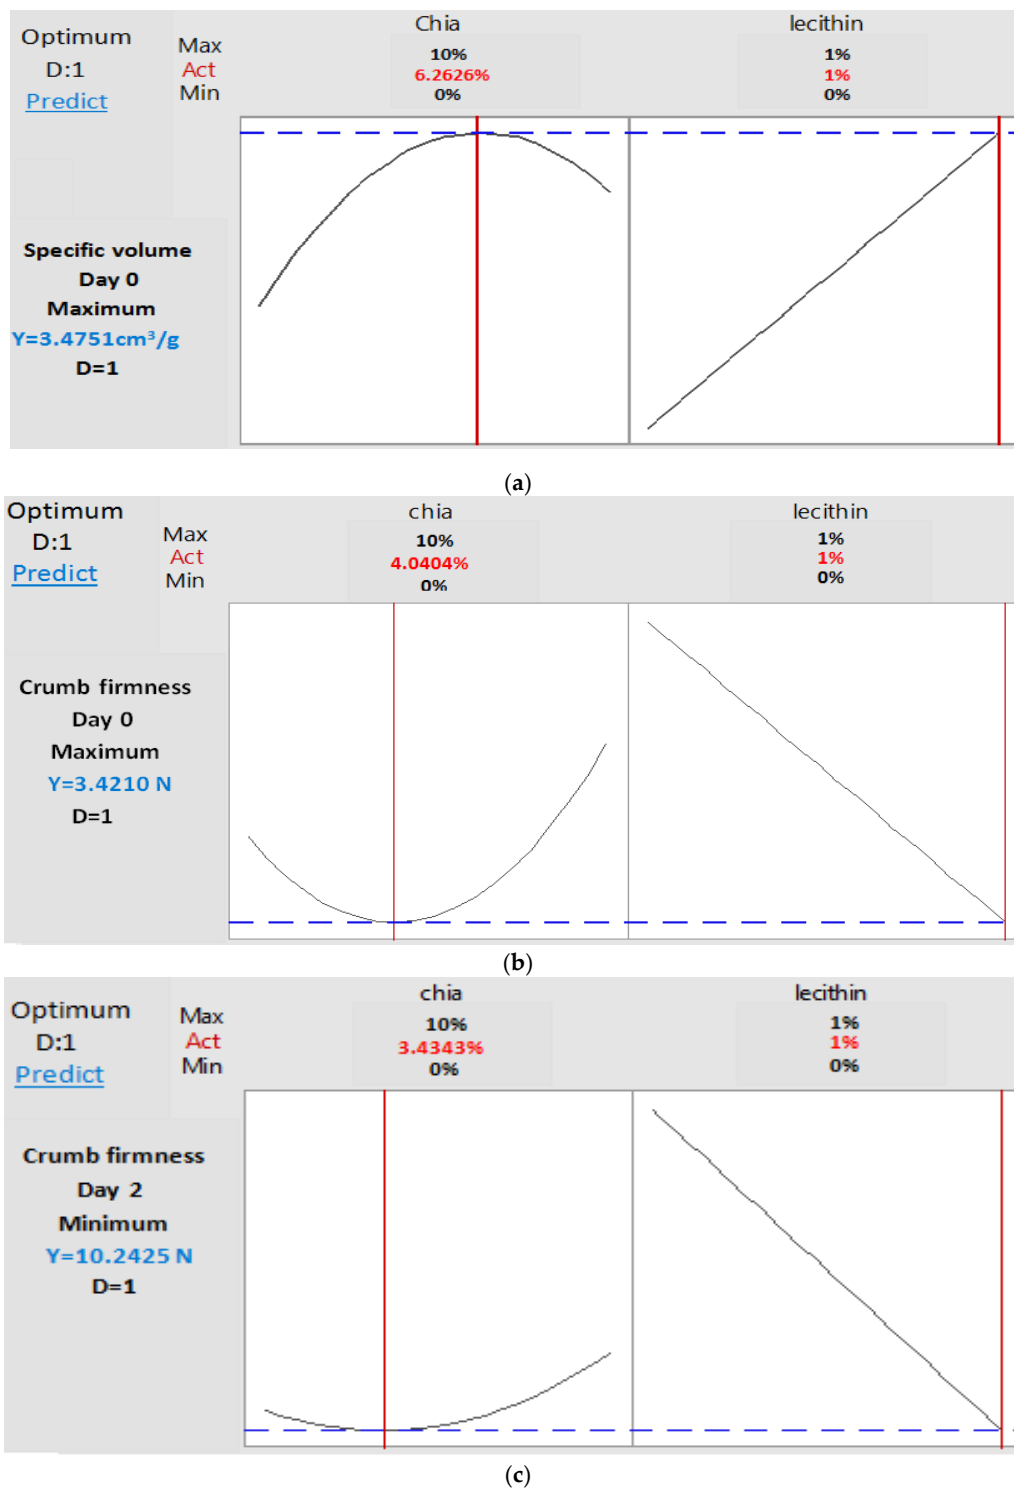 Optimum
D:1
Predict
Max
Act
Min
Chia
10%
6.2626%
0%
lecithin
1%
1%
0%
Specific volume
Day 0
Maximum
Y=3.4751cm³/g
D=1
(a)
Optimum
D:1
Predict
Max
Act
Min
chia
10%
4.0404%
0%
lecithin
1%
1%
0%
Crumb firmness
Day 0
Maximum
Y=3.4210 N
D=1
(b)
Optimum
D:1
Predict
Max
Act
Min
chia
10%
3.4343%
0%
lecithin
1%
1%
0%
Crumb firmness
Day 2
Minimum
Y=10.2425 N
D=1
(c)